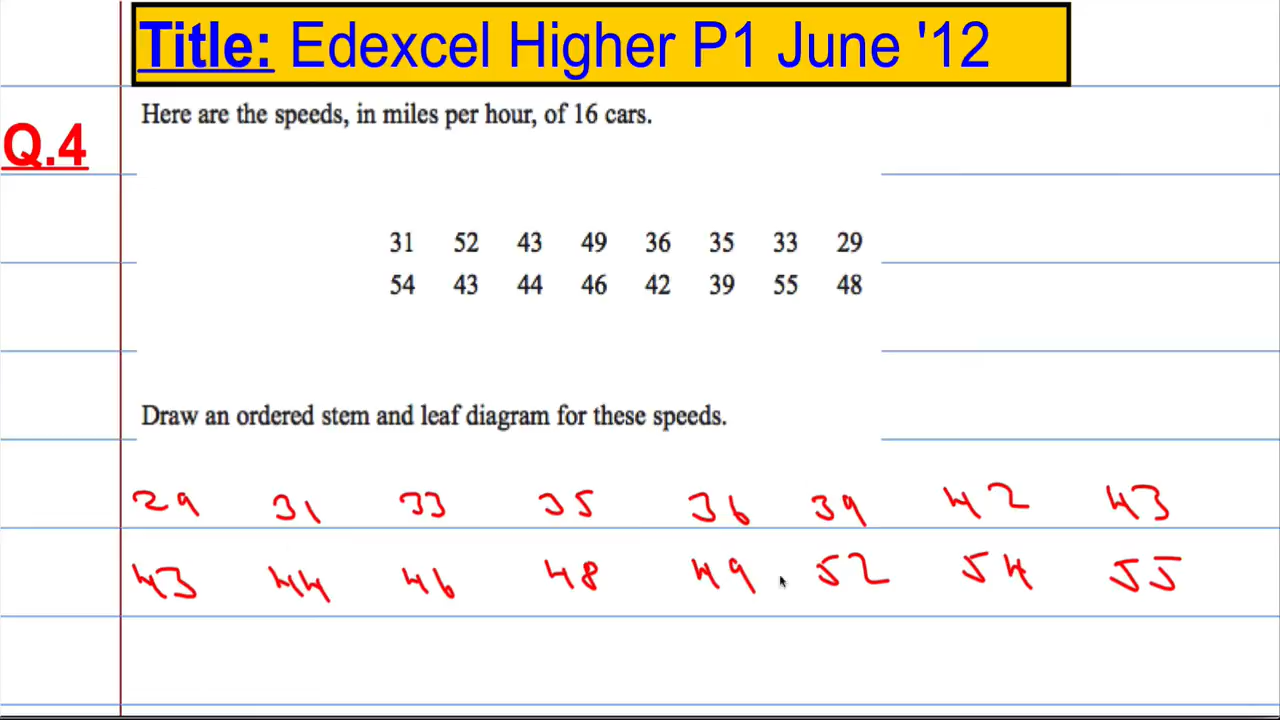 Title: Edexcel Higher P1 June '12
Here are the speeds, in miles per hour, of 16 cars.
Q.4
31 52 43 49 36 35 33 29
54 43 44 46 42 39 55 48
Draw an ordered stem and leaf diagram for these speeds.
29 31 33 35 36 39 42 43
43 44 46 48 49 52 54 55